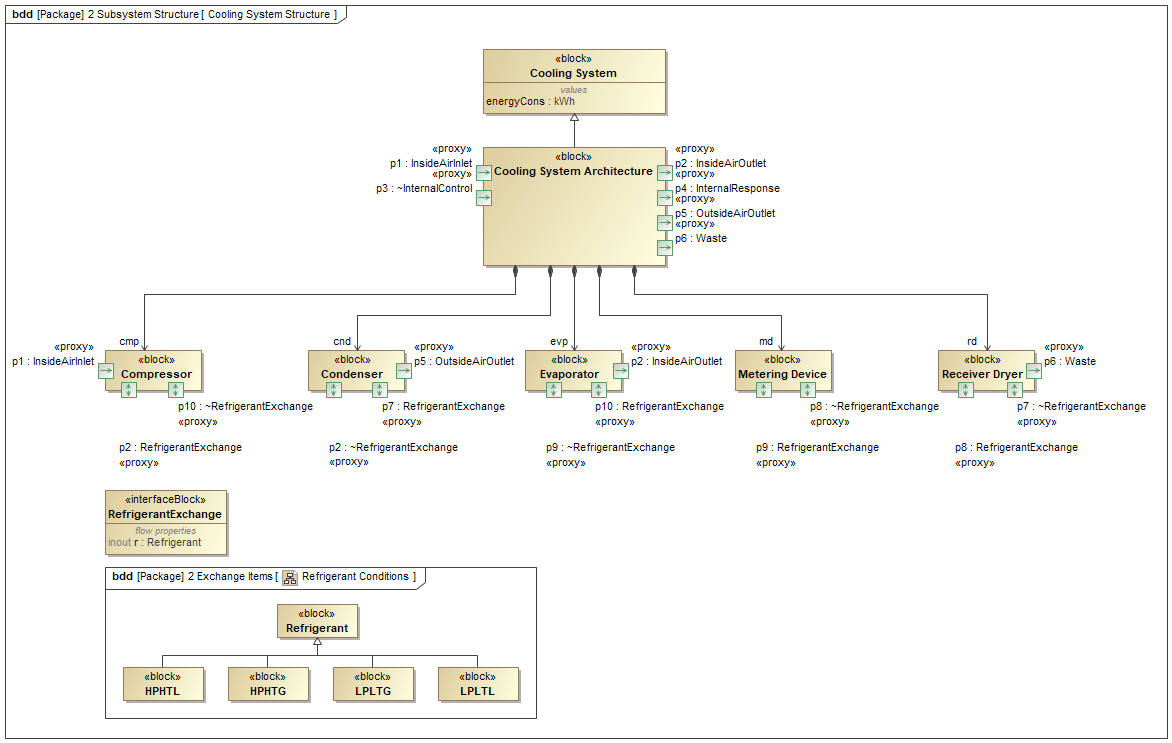 bdd [Package] 2 Subsystem Structure [ Cooling System Structure ]
«block»
Cooling System
values
energyCons : kWh
«proxy»
p1 : InsideAirInlet
«proxy»
p3 : ~InternalControl
«block»
Cooling System Architecture
«proxy»
p2 : InsideAirOutlet
«proxy»
p4 : InternalResponse
«proxy»
p5 : OutsideAirOutlet
«proxy»
p6 : Waste
cmp
cnd
evp
md
rd
«proxy»
p1 : InsideAirInlet
«block»
Compressor
p10 : ~RefrigerantExchange
«proxy»
p2 : RefrigerantExchange
«proxy»
«block»
Condenser
«proxy»
p5 : OutsideAirOutlet
p7 : RefrigerantExchange
«proxy»
p2 : ~RefrigerantExchange
«proxy»
«block»
Evaporator
«proxy»
p2 : InsideAirOutlet
p10 : RefrigerantExchange
«proxy»
p9 : ~RefrigerantExchange
«proxy»
«block»
Metering Device
p8 : ~RefrigerantExchange
«proxy»
p9 : RefrigerantExchange
«proxy»
«block»
Receiver Dryer
«proxy»
p6 : Waste
p7 : ~RefrigerantExchange
«proxy»
p8 : RefrigerantExchange
«proxy»
«interfaceBlock»
RefrigerantExchange
flow properties
inout r : Refrigerant
bdd [Package] 2 Exchange Items [ Refrigerant Conditions ]
«block»
Refrigerant
«block»
HPHTL
«block»
HPHTG
«block»
LPLTG
«block»
LPLTL